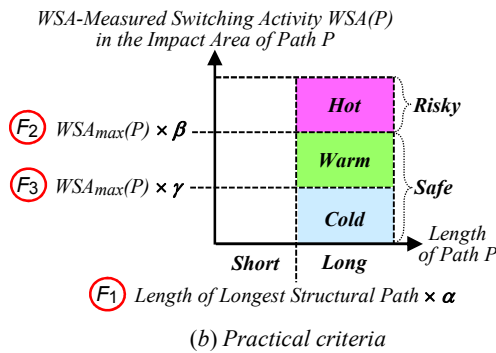 WSA-Measured Switching Activity WSA(P)
in the Impact Area of Path P
Hot
Risky
F2 WSAmax(P) × β
Warm
F3 WSAmax(P) × γ
Safe
Cold
Length
of Path P
Short Long
F1 Length of Longest Structural Path × α
(b) Practical criteria